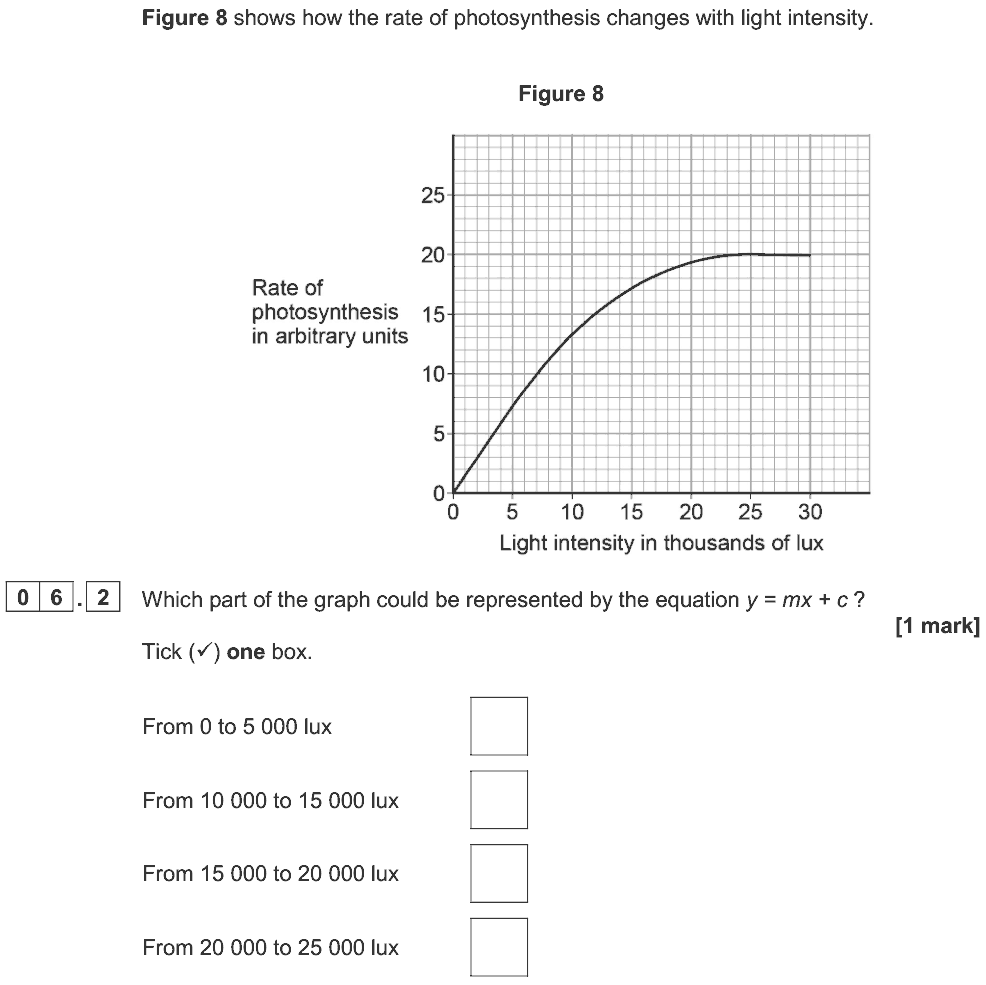 Figure 8 shows how the rate of photosynthesis changes with light intensity.
Figure 8
25
20
15
10
5
0
Rate of
photosynthesis
in arbitrary units
0 5 10 15 20 25 30
Light intensity in thousands of lux
0 6 . 2 Which part of the graph could be represented by the equation y = mx + c ?
[1 mark]
Tick (✓) one box.
From 0 to 5 000 lux
From 10 000 to 15 000 lux
From 15 000 to 20 000 lux
From 20 000 to 25 000 lux